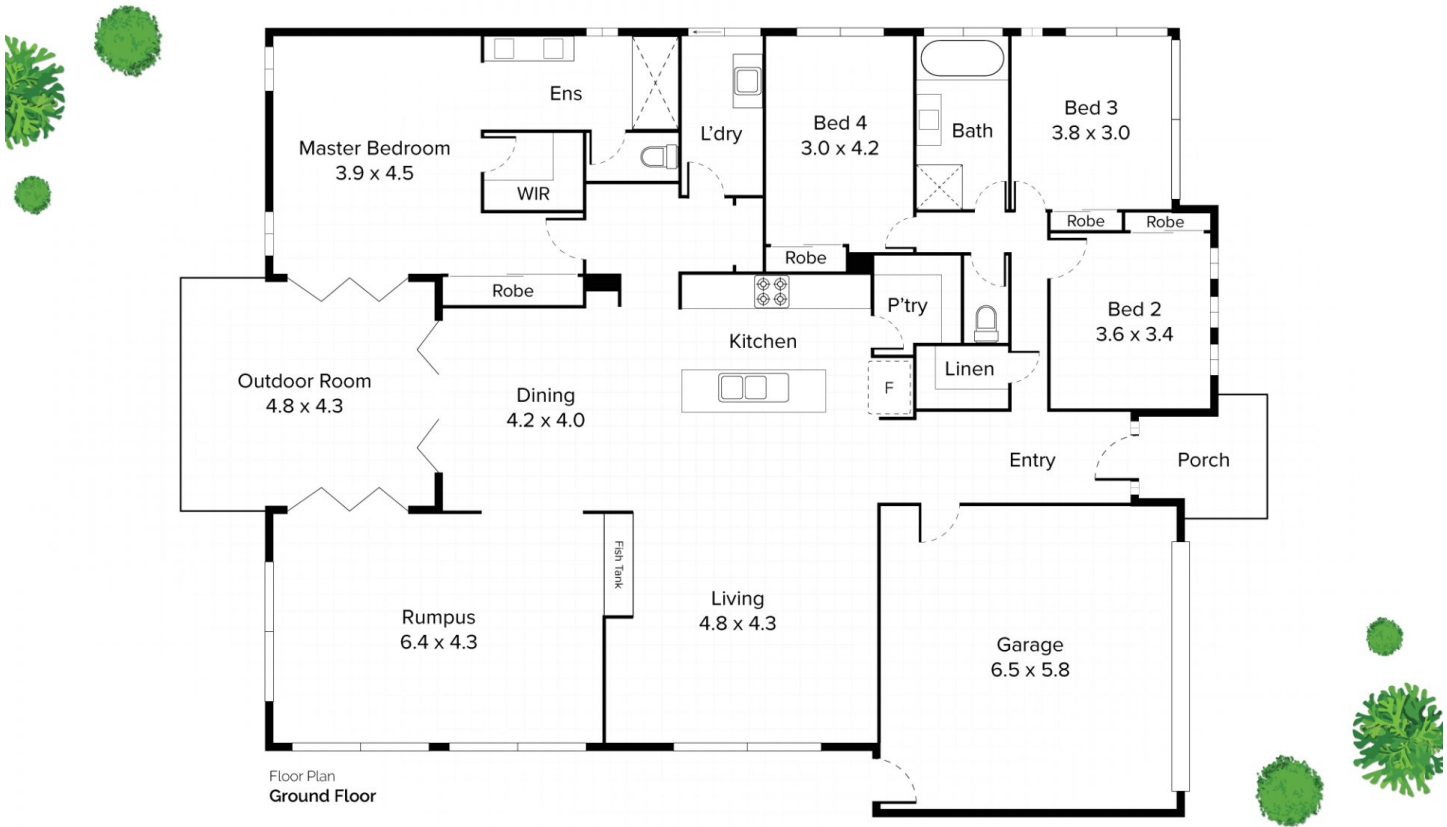 Ens
L'dry
Master Bedroom
3.9 x 4.5
WIR
Bed 4
3.0 x 4.2
Bath
Bed 3
3.8 x 3.0
Robe
Robe
Robe
Robe
P'try
Bed 2
3.6 x 3.4
Kitchen
Linen
F
Outdoor Room
4.8 x 4.3
Dining
4.2 x 4.0
Entry
Porch
Fish Tank
Rumpus
6.4 x 4.3
Living
4.8 x 4.3
Garage
6.5 x 5.8
Floor Plan
Ground Floor